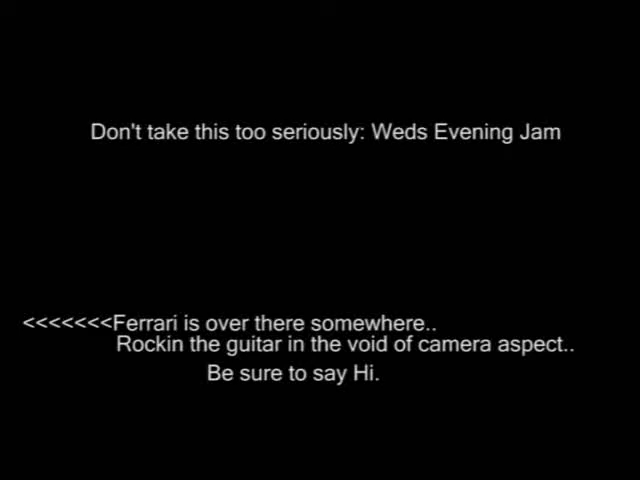 Don't take this too seriously: Weds Evening Jam
<<<<<<<Ferrari is over there somewhere..
Rockin the guitar in the void of camera aspect..
Be sure to say Hi.